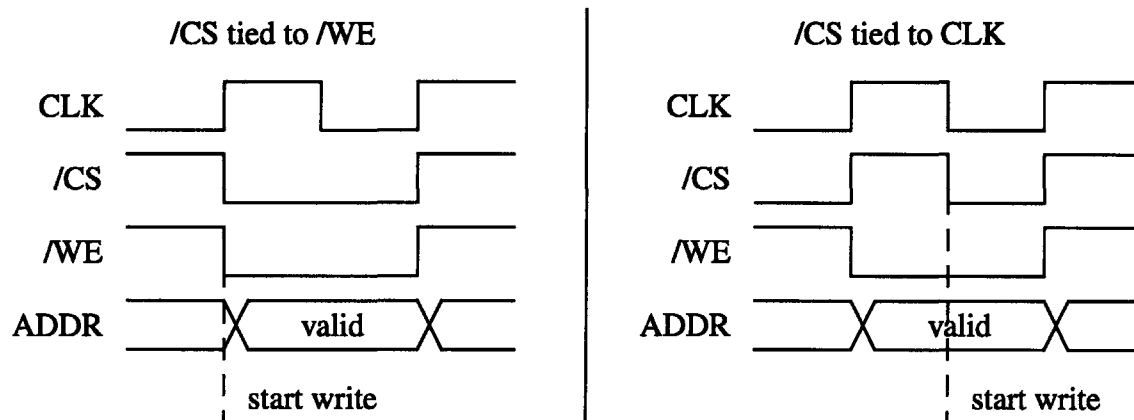 /CS tied to /WE
CLK
/CS
/WE
ADDR
valid
start write
/CS tied to CLK
CLK
/CS
/WE
ADDR
valid
start write